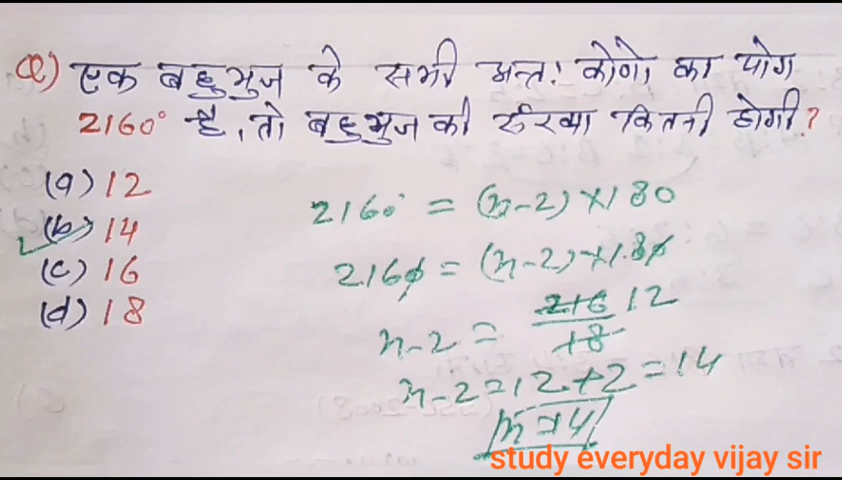 Q) एक बहुभुज के सभी अन्त: कोणो का योग
2160° है, तो बहुभुज की संख्या कितनी होगी?
(a) 12
(b) 14
(c) 16
(d) 18
2160° = (n-2)×180
2160 = (n-2)×180
n-2 = 216/18 12
n-2=12+2=14
n=14
study everyday vijay sir